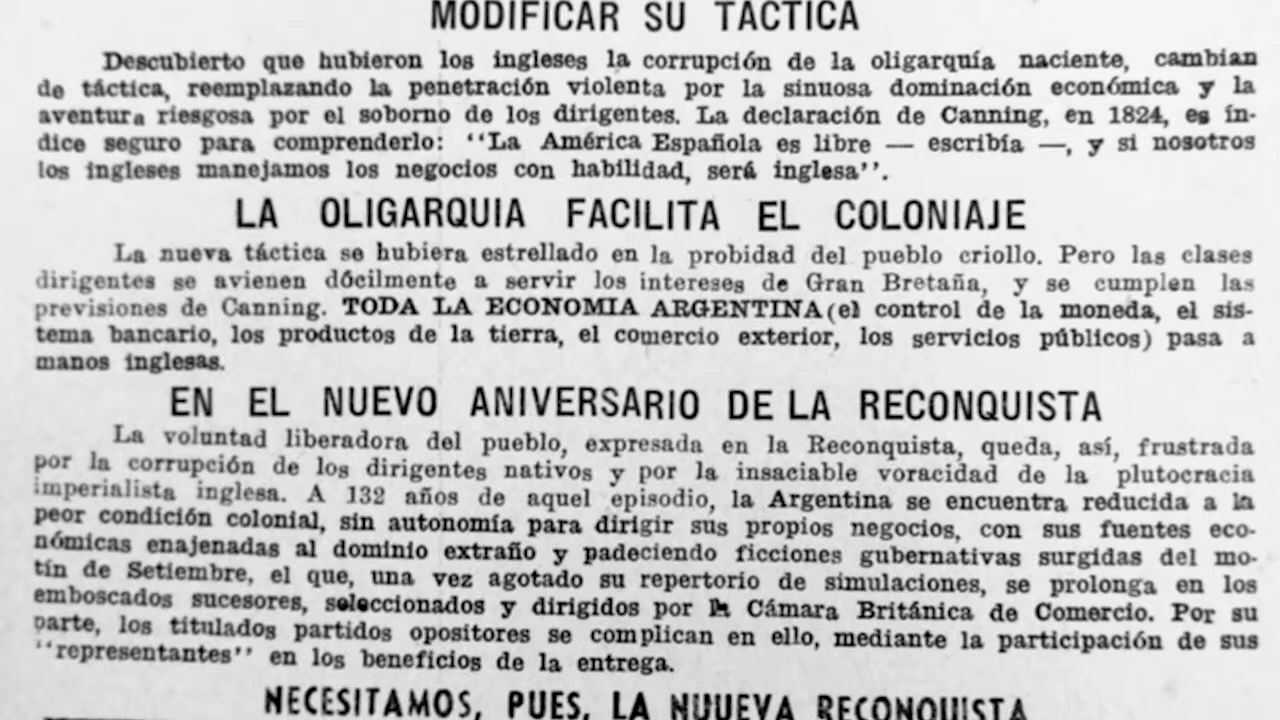 MODIFICAR SU TACTICA
Descubierto que hubieron los ingleses la corrupción de la oligarquía naciente, cambian
de táctica, reemplazando la penetración violenta por la sinuosa dominación económica y la
aventura riesgosa por el soborno de los dirigentes. La declaración de Canning, en 1824, es ín-
dice seguro para comprenderlo: ‘‘La América Española es libre — escribía —, y si nosotros
los ingleses manejamos los negocios con habilidad, será inglesa’’.
LA OLIGARQUIA FACILITA EL COLONIAJE
La nueva táctica se hubiera estrellado en la probidad del pueblo criollo. Pero las clases
dirigentes se avienen dócilmente a servir los intereses de Gran Bretaña, y se cumplen las
previsiones de Canning. TODA LA ECONOMIA ARGENTINA (el control de la moneda, el sis-
tema bancario, los productos de la tierra, el comercio exterior, los servicios públicos) pasa a
manos inglesas.
EN EL NUEVO ANIVERSARIO DE LA RECONQUISTA
La voluntad liberadora del pueblo, expresada en la Reconquista, queda, así, frustrada
por la corrupción de los dirigentes nativos y por la insaciable voracidad de la plutocracia
imperialista inglesa. A 132 años de aquel episodio, la Argentina se encuentra reducida a la
peor condición colonial, sin autonomía para dirigir sus propios negocios, con sus fuentes eco-
nómicas enajenadas al dominio extraño y padeciendo ficciones gubernativas surgidas del mo-
tín de Setiembre, el que, una vez agotado su repertorio de simulaciones, se prolonga en los
emboscados sucesores, seleccionados y dirigidos por la Cámara Británica de Comercio. Por su
parte, los titulados partidos opositores se complican en ello, mediante la participación de sus
‘‘representantes’’ en los beneficios de la entrega.
NECESITAMOS, PUES, LA NUUEVA RECONQUISTA